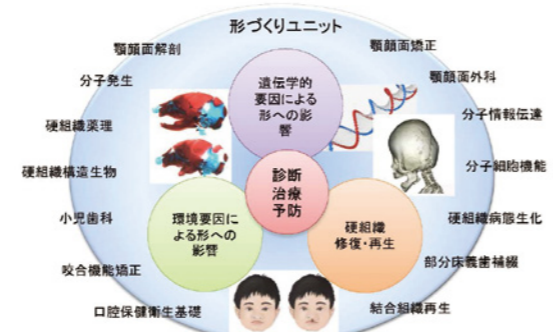 形づくりユニット
顎顔面解剖
顎顔面矯正
分子発生
顎顔面外科
遺伝学的
要因による
形への影
響
硬組織薬理
分子情報伝達
硬組織構造生物
分子細胞機能
診断
治療
予防
小児歯科
環境要因に
よる形への
影響
硬組織
修復・再生
硬組織病態生化
咬合機能矯正
部分床義歯補綴
口腔保健衛生基礎
結合組織再生